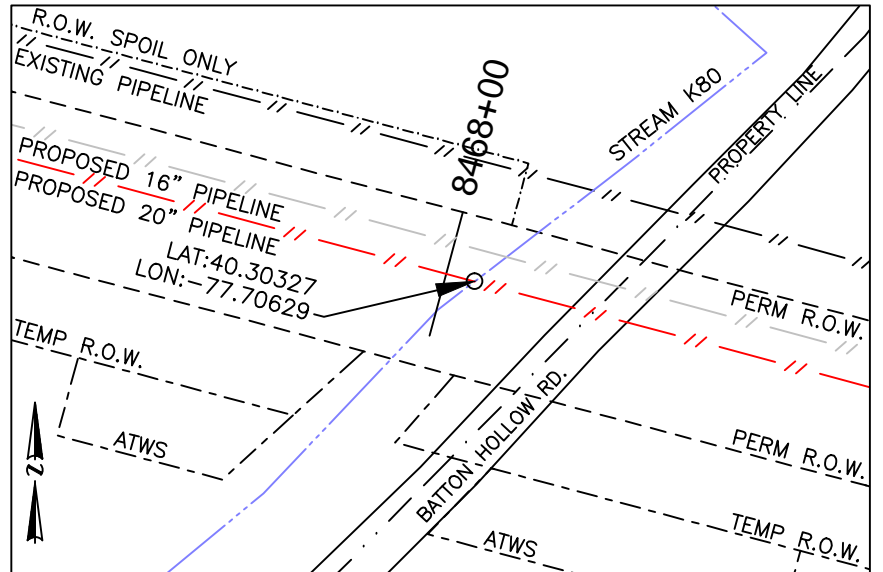 R.O.W. SPOIL ONLY
EXISTING PIPELINE
8468+00
STREAM K80
PROPERTY LINE
PROPOSED 16" PIPELINE
PROPOSED 20" PIPELINE
LAT:40.30327
LON:-77.70629
PERM R.O.W.
TEMP R.O.W.
ATWS
BATTON HOLLOW RD.
PERM R.O.W.
TEMP R.O.W.
ATWS
n